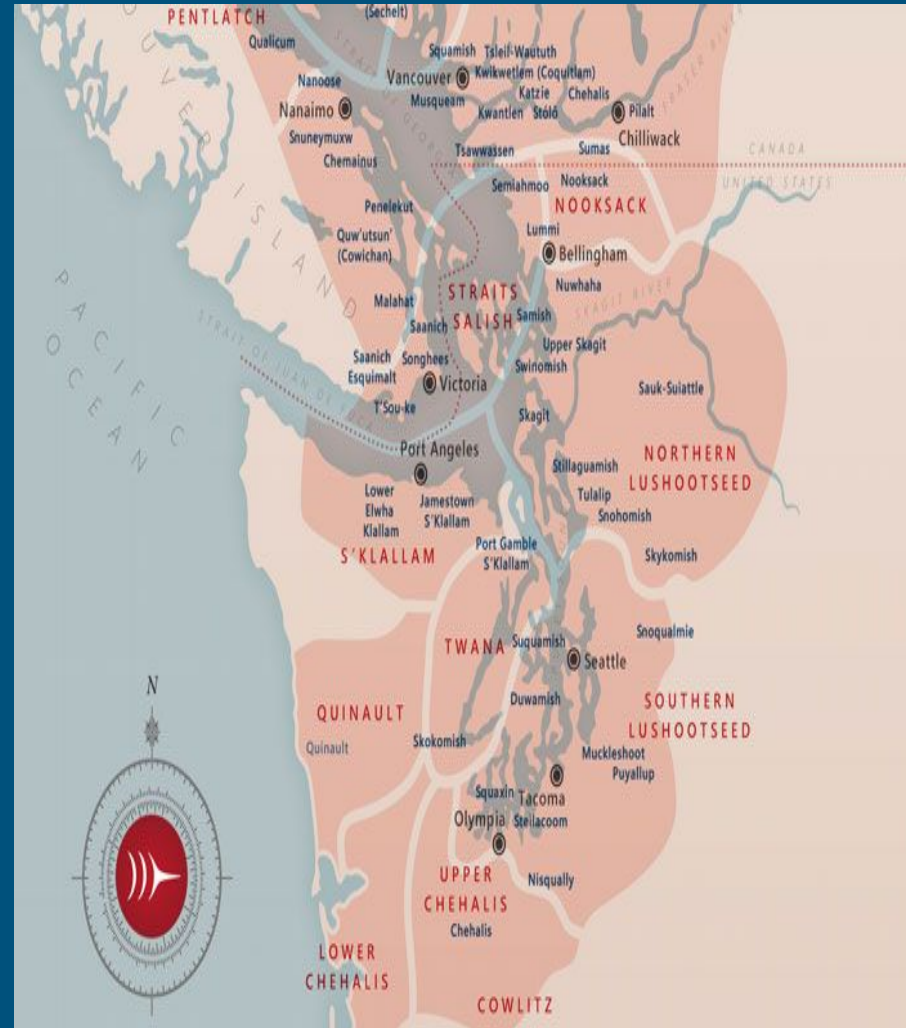 (Sechelt)
PENTLATCH
Qualicum
Squamish
Tsleil-Waututh
Vancouver
Kwikwetlem (Coquitlam)
Nanoose
Katzie
Chehalis
Musqueam
Nanaimo
Kwantlen
Stóló
Pilalt
FRASER RIVER
Snuneymuxw
Chilliwack
Chemainus
Tsawwassen
Sumas
CANADA
UNITED STATES
Semiahmoo
Nooksack
NOOKSACK
Penelekut
Lummi
Quw'utsun'
(Cowichan)
Bellingham
ISLAND
Nuwhaha
SKAGIT RIVER
STRAITS
SALISH
Malahat
Samish
Saanich
PACIFIC
OCEAN
STRAIT OF JUAN DE FUCA
Upper Skagit
Saanich
Songhees
Swinomish
Esquimalt
Victoria
Sauk-Suiattle
T'Sou-ke
Skagit
Port Angeles
NORTHERN
LUSHOOTSEED
Stillaguamish
Lower
Elwha
Klallam
Jamestown
S'Klallam
Tulalip
Snohomish
Port Gamble
S'Klallam
S'KLALLAM
Skykomish
TWANA
Suquamish
Snoqualmie
Seattle
N
Duwamish
SOUTHERN
LUSHOOTSEED
QUINAULT
Quinault
Skokomish
Muckleshoot
Puyallup
Squaxin
Tacoma
Olympia
Steilacoom
UPPER
CHEHALIS
Nisqually
Chehalis
LOWER
CHEHALIS
COWLITZ